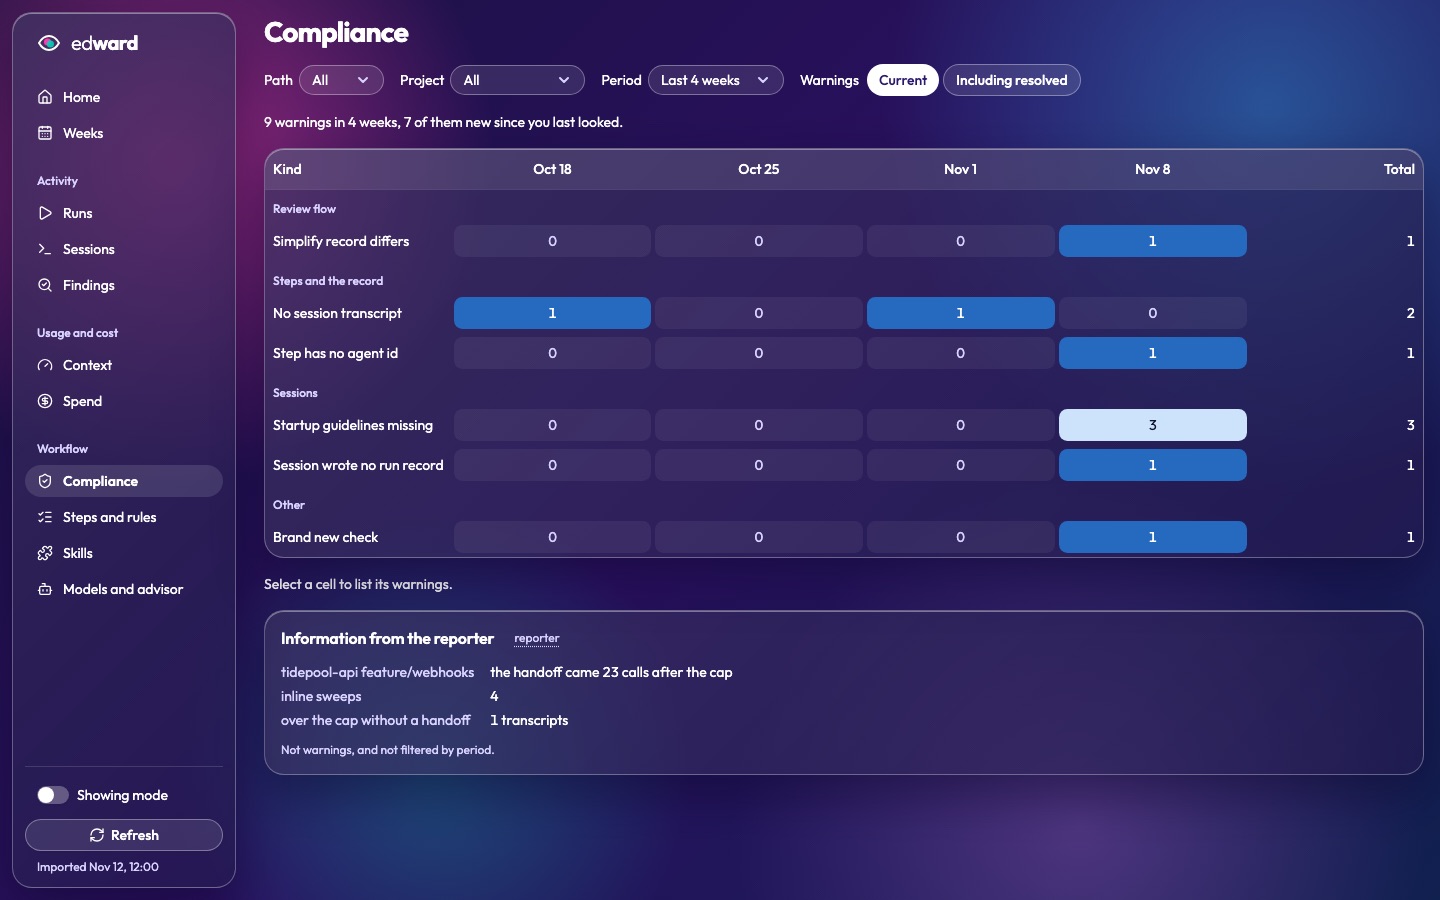 edward
Home
Weeks
Activity
Runs
Sessions
Findings
Usage and cost
Context
Spend
Workflow
Compliance
Steps and rules
Skills
Models and advisor
Showing mode
Refresh
Imported Nov 12, 12:00
Compliance
Path All Project All Period Last 4 weeks Warnings Current Including resolved
9 warnings in 4 weeks, 7 of them new since you last looked.
Kind Oct 18 Oct 25 Nov 1 Nov 8 Total
Review flow
Simplify record differs 0 0 0 1 1
Steps and the record
No session transcript 1 0 1 0 2
Step has no agent id 0 0 0 1 1
Sessions
Startup guidelines missing 0 0 0 3 3
Session wrote no run record 0 0 0 1 1
Other
Brand new check 0 0 0 1 1
Select a cell to list its warnings.
Information from the reporter reporter
tidepool-api feature/webhooks the handoff came 23 calls after the cap
inline sweeps 4
over the cap without a handoff 1 transcripts
Not warnings, and not filtered by period.